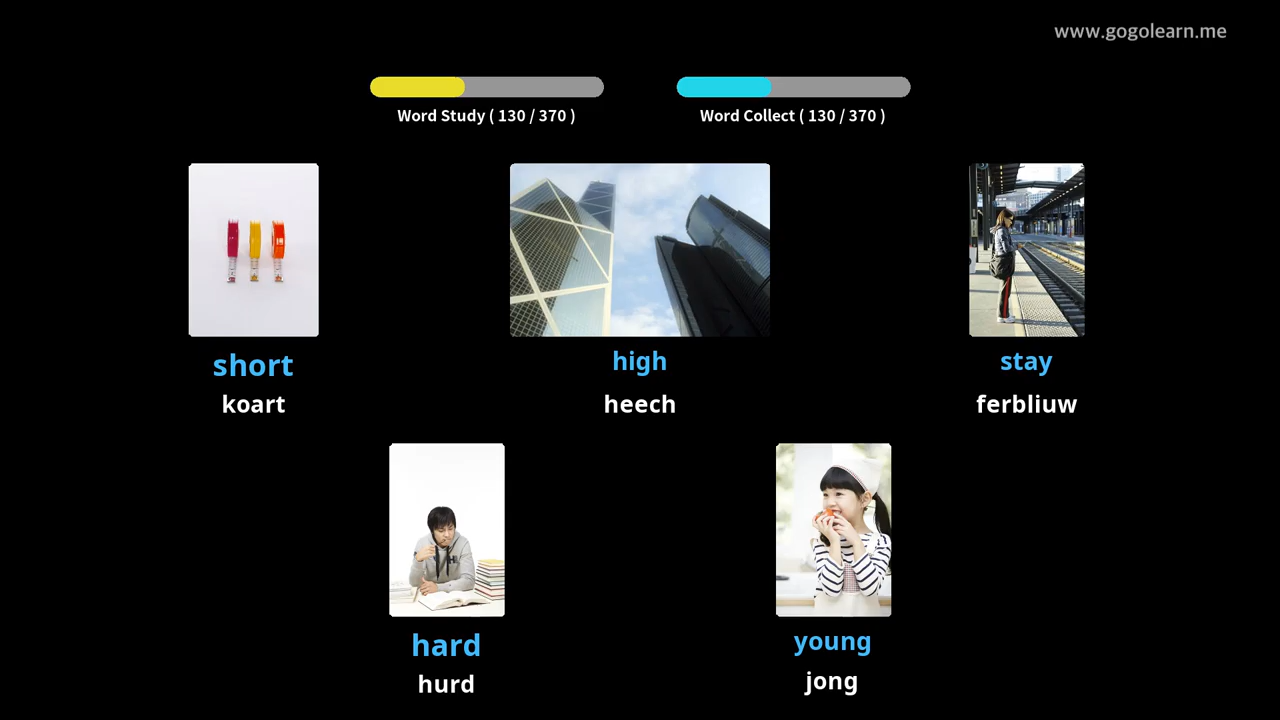 www.gogolearn.me
Word Study ( 130 / 370 )
Word Collect ( 130 / 370 )
short
koart
high
heech
stay
ferbliuw
hard
hurd
young
jong